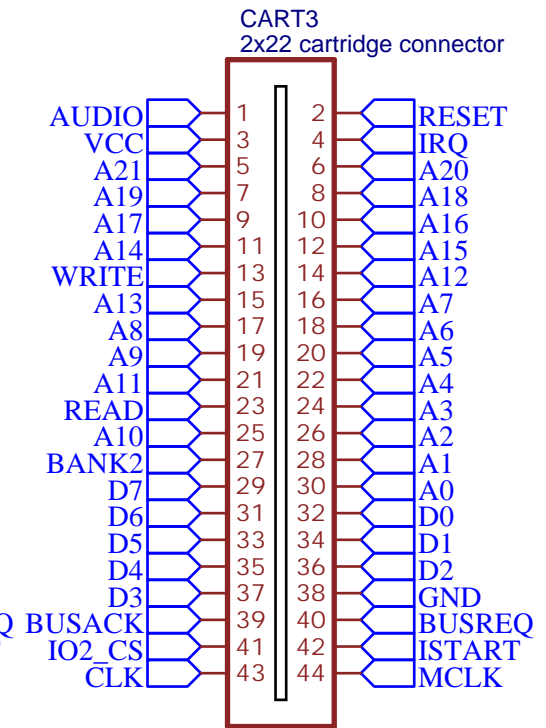 CART3
2x22 cartridge connector
AUDIO 1 2 RESET
VCC 3 4 IRQ
A21 5 6 A20
A19 7 8 A18
A17 9 10 A16
A14 11 12 A15
WRITE 13 14 A12
A13 15 16 A7
A8 17 18 A6
A9 19 20 A5
A11 21 22 A4
READ 23 24 A3
A10 25 26 A2
BANK2 27 28 A1
D7 29 30 A0
D6 31 32 D0
D5 33 34 D1
D4 35 36 D2
D3 37 38 GND
Q BUSACK 39 40 BUSREQ
IO2_CS 41 42 ISTART
CLK 43 44 MCLK